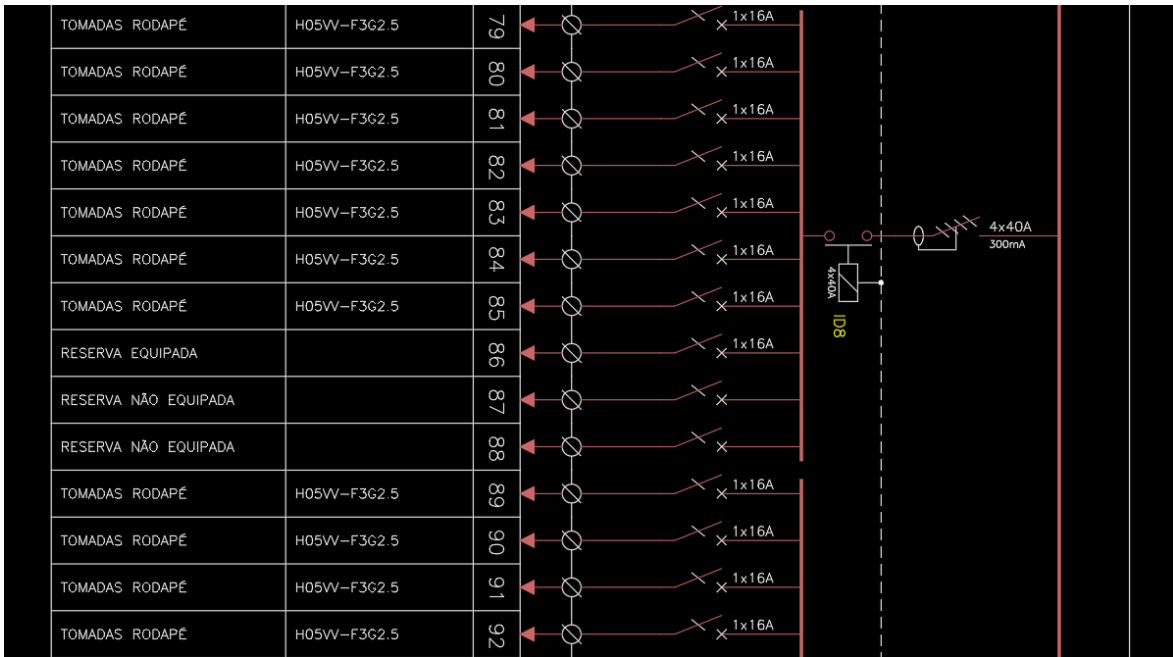 TOMADAS RODAPÉ H05VV-F3G2.5 79 1x16A
TOMADAS RODAPÉ H05VV-F3G2.5 80 1x16A
TOMADAS RODAPÉ H05VV-F3G2.5 81 1x16A
TOMADAS RODAPÉ H05VV-F3G2.5 82 1x16A
TOMADAS RODAPÉ H05VV-F3G2.5 83 1x16A
4x40A
300mA
TOMADAS RODAPÉ H05VV-F3G2.5 84 1x16A
4x40A
TOMADAS RODAPÉ H05VV-F3G2.5 85 1x16A
ID8
RESERVA EQUIPADA 86 1x16A
RESERVA NÃO EQUIPADA 87
RESERVA NÃO EQUIPADA 88
TOMADAS RODAPÉ H05VV-F3G2.5 89 1x16A
TOMADAS RODAPÉ H05VV-F3G2.5 90 1x16A
TOMADAS RODAPÉ H05VV-F3G2.5 91 1x16A
TOMADAS RODAPÉ H05VV-F3G2.5 92 1x16A